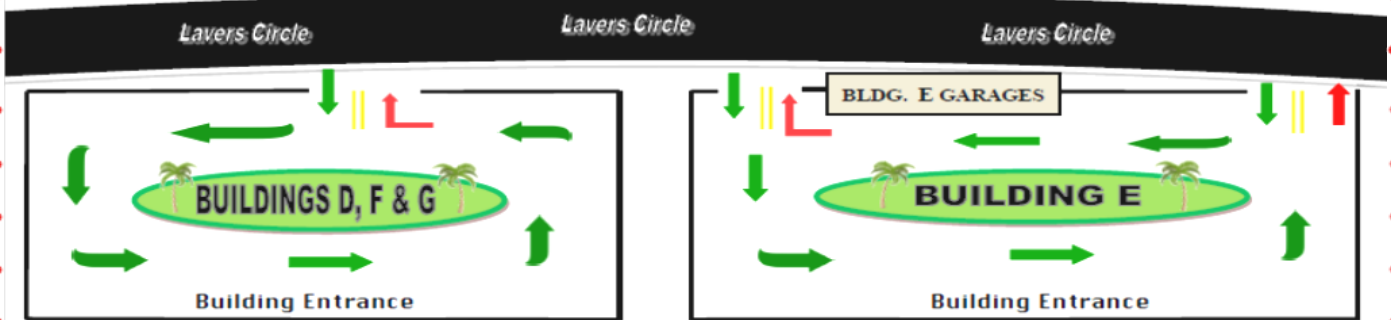 Lavers Circle
Lavers Circle
Lavers Circle
BLDG. E GARAGES
BUILDINGS D, F & G
BUILDING E
Building Entrance
Building Entrance